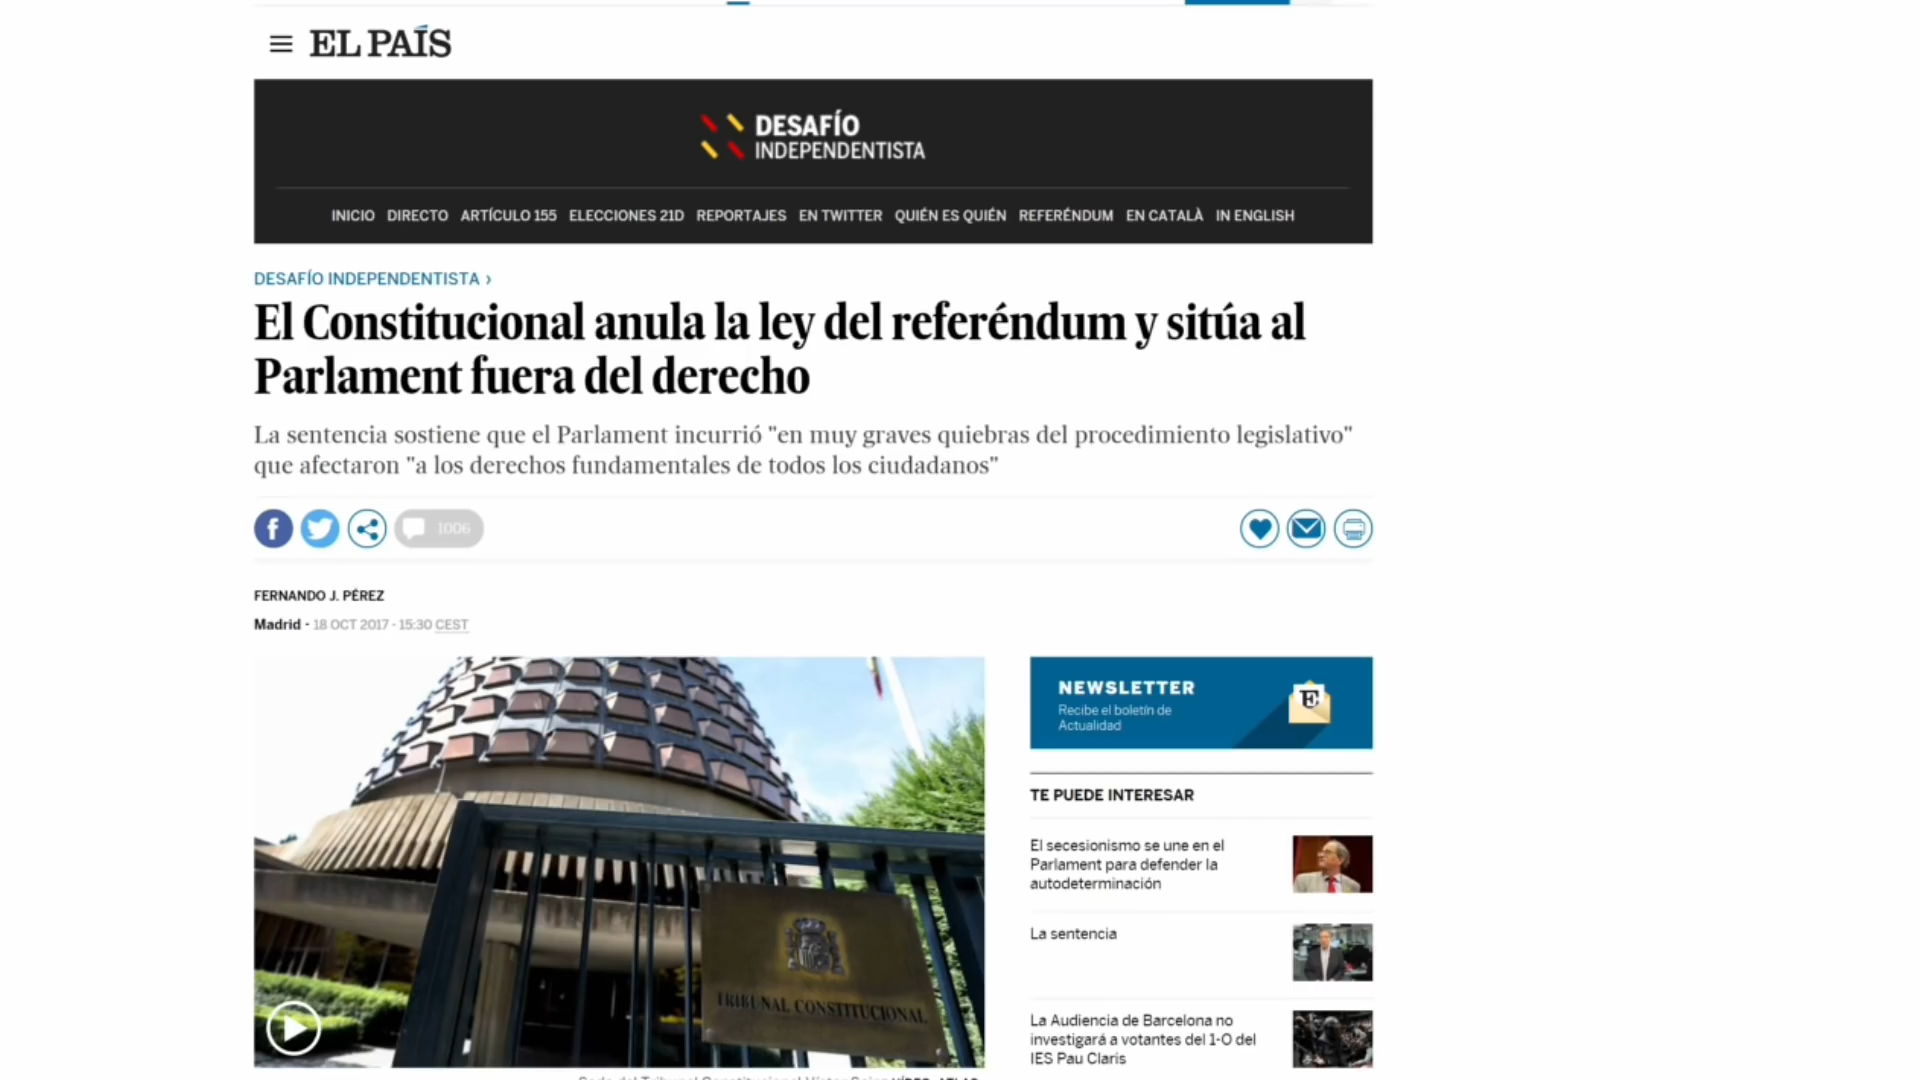 EL PAÍS
DESAFÍO
INDEPENDENTISTA
INICIO DIRECTO ARTÍCULO 155 ELECCIONES 21D REPORTAJES EN TWITTER QUIÉN ES QUIÉN REFERÉNDUM EN CATALÀ IN ENGLISH
DESAFÍO INDEPENDENTISTA ›
El Constitucional anula la ley del referéndum y sitúa al
Parlament fuera del derecho
La sentencia sostiene que el Parlament incurrió "en muy graves quiebras del procedimiento legislativo"
que afectaron "a los derechos fundamentales de todos los ciudadanos"
1006
FERNANDO J. PÉREZ
Madrid - 18 OCT 2017 - 15:30 CEST
TRIBUNAL CONSTITUCIONAL
NEWSLETTER
Recibe el boletín de
Actualidad
E
TE PUEDE INTERESAR
El secesionismo se une en el
Parlament para defender la
autodeterminación
La sentencia
La Audiencia de Barcelona no
investigará a votantes del 1-O del
IES Pau Claris